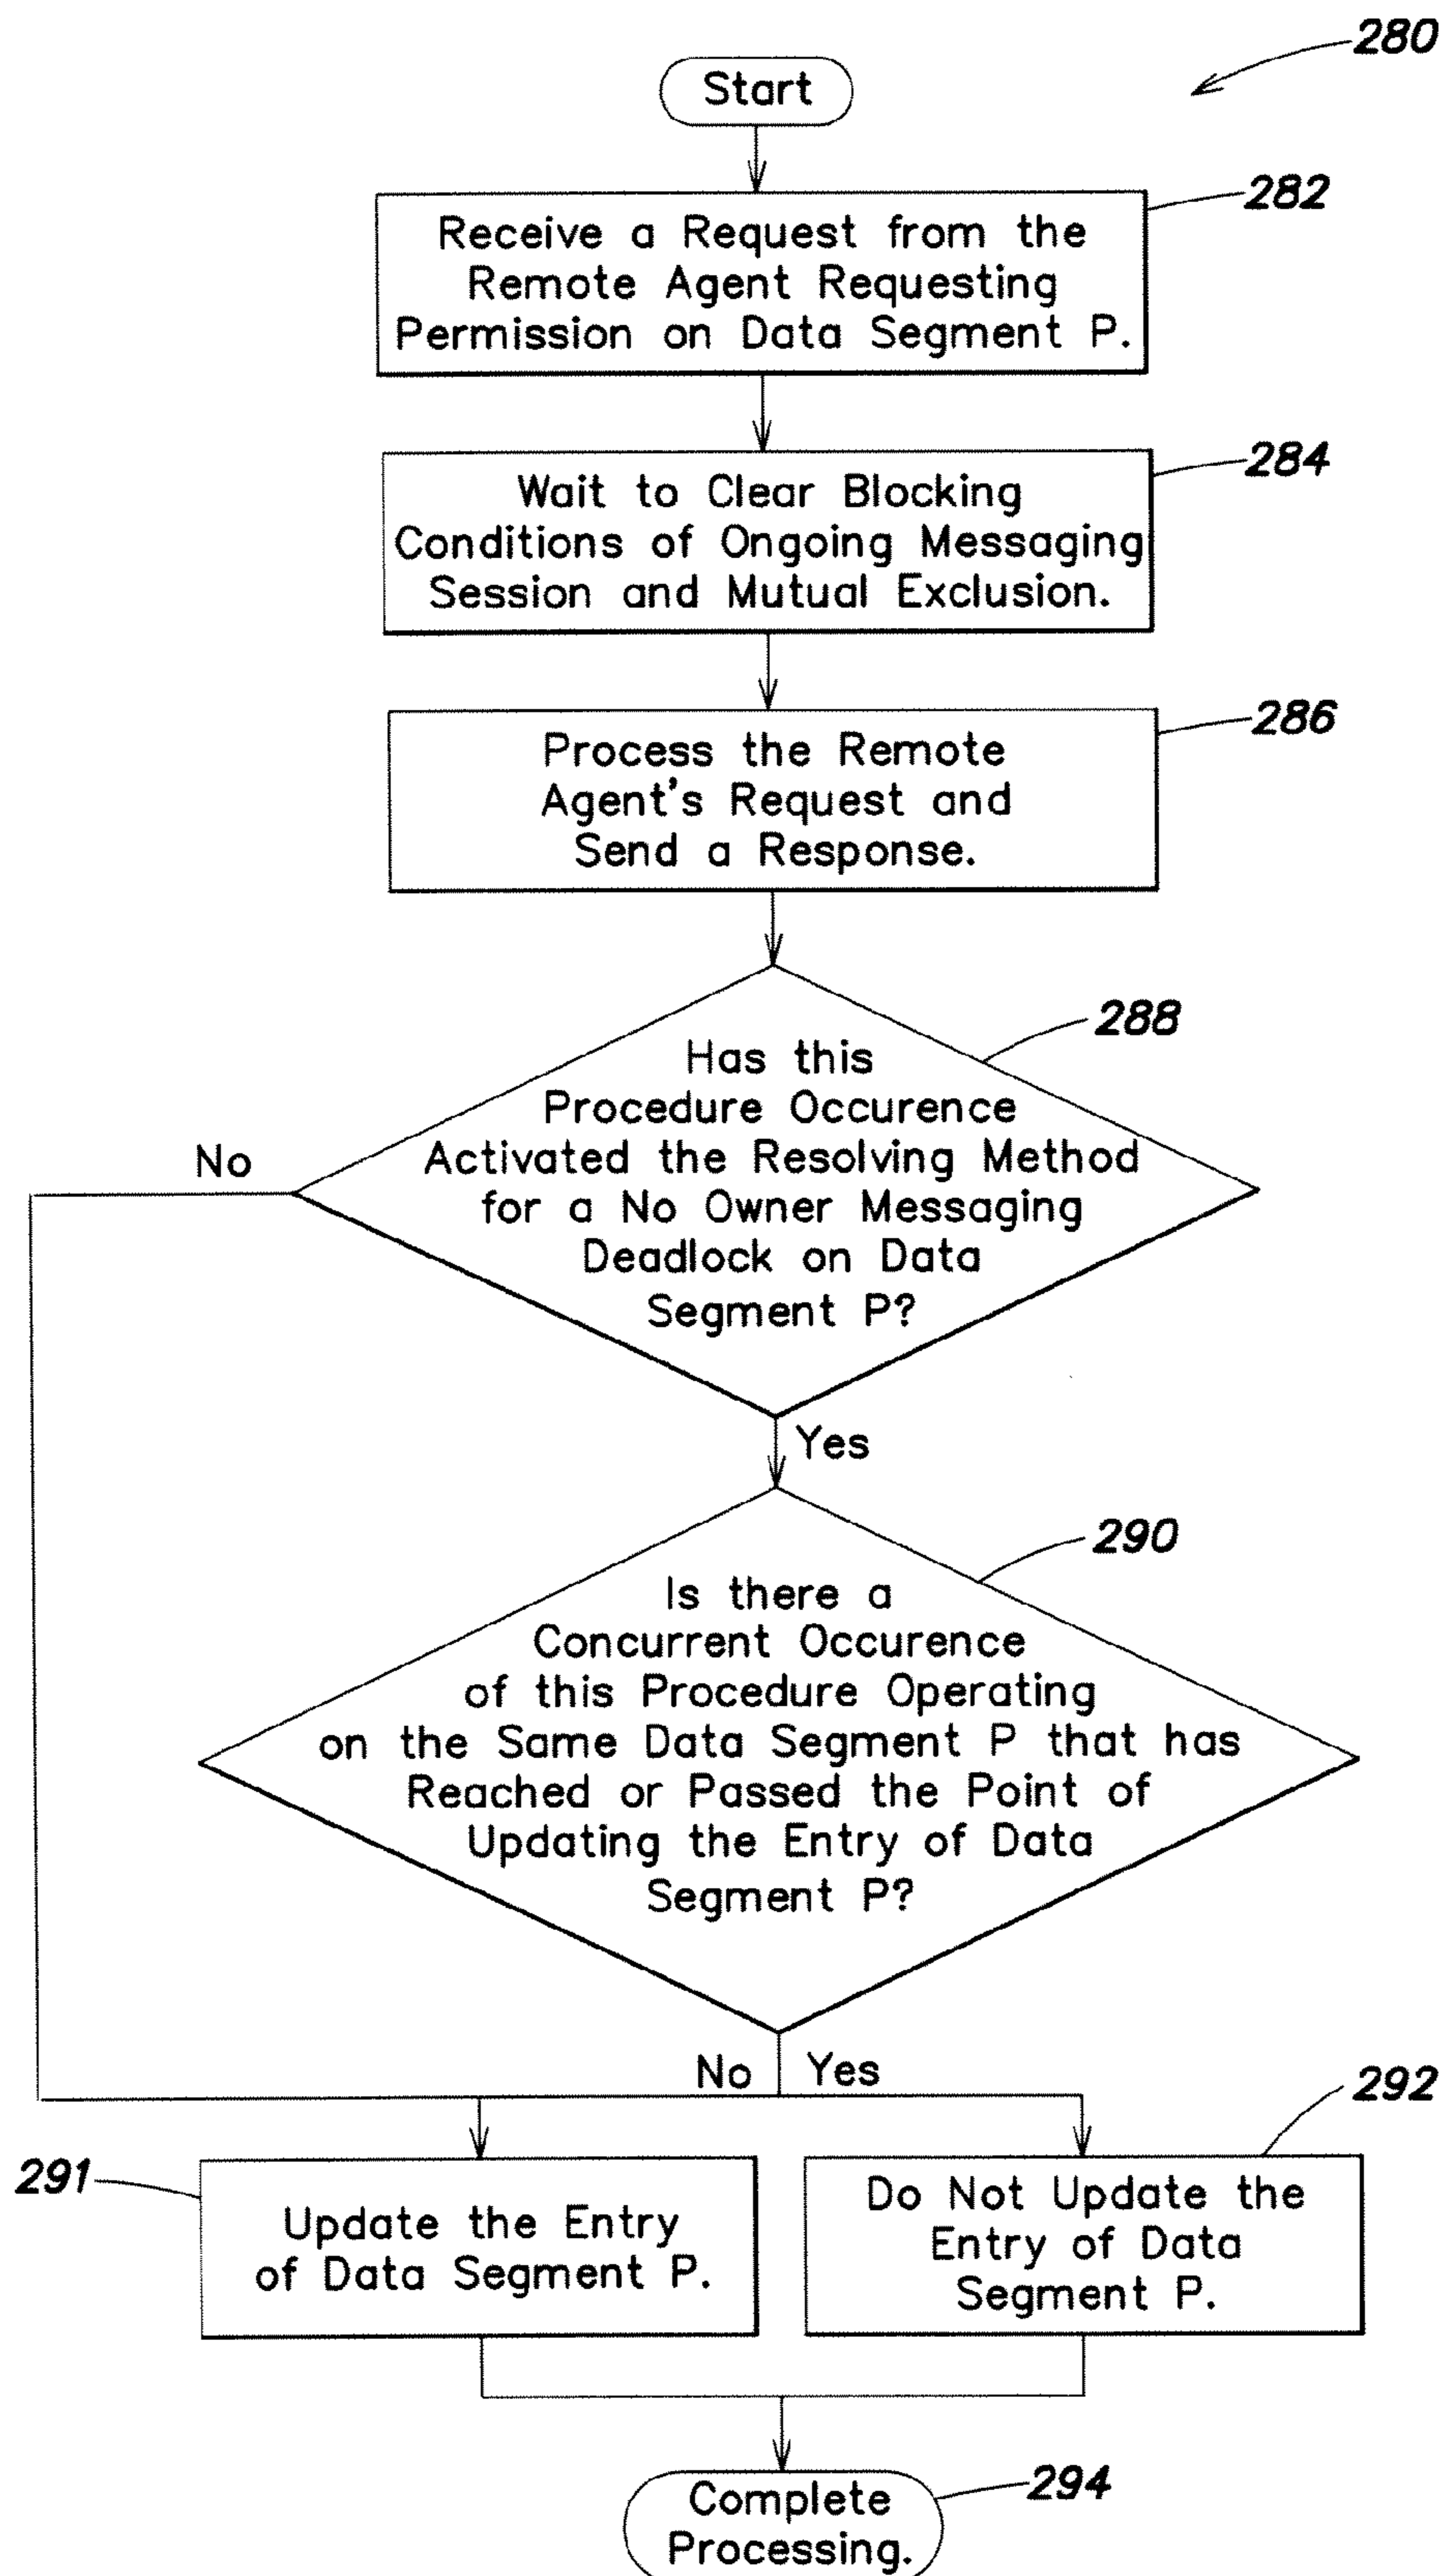 280
Start
282
Receive a Request from the
Remote Agent Requesting
Permission on Data Segment P.
284
Wait to Clear Blocking
Conditions of Ongoing Messaging
Session and Mutual Exclusion.
286
Process the Remote
Agent's Request and
Send a Response.
288
Has this
Procedure Occurence
Activated the Resolving Method
for a No Owner Messaging
Deadlock on Data
Segment P?
No
Yes
290
Is there a
Concurrent Occurence
of this Procedure Operating
on the Same Data Segment P that has
Reached or Passed the Point of
Updating the Entry of Data
Segment P?
No
Yes
291
Update the Entry
of Data Segment P.
292
Do Not Update the
Entry of Data
Segment P.
294
Complete
Processing.